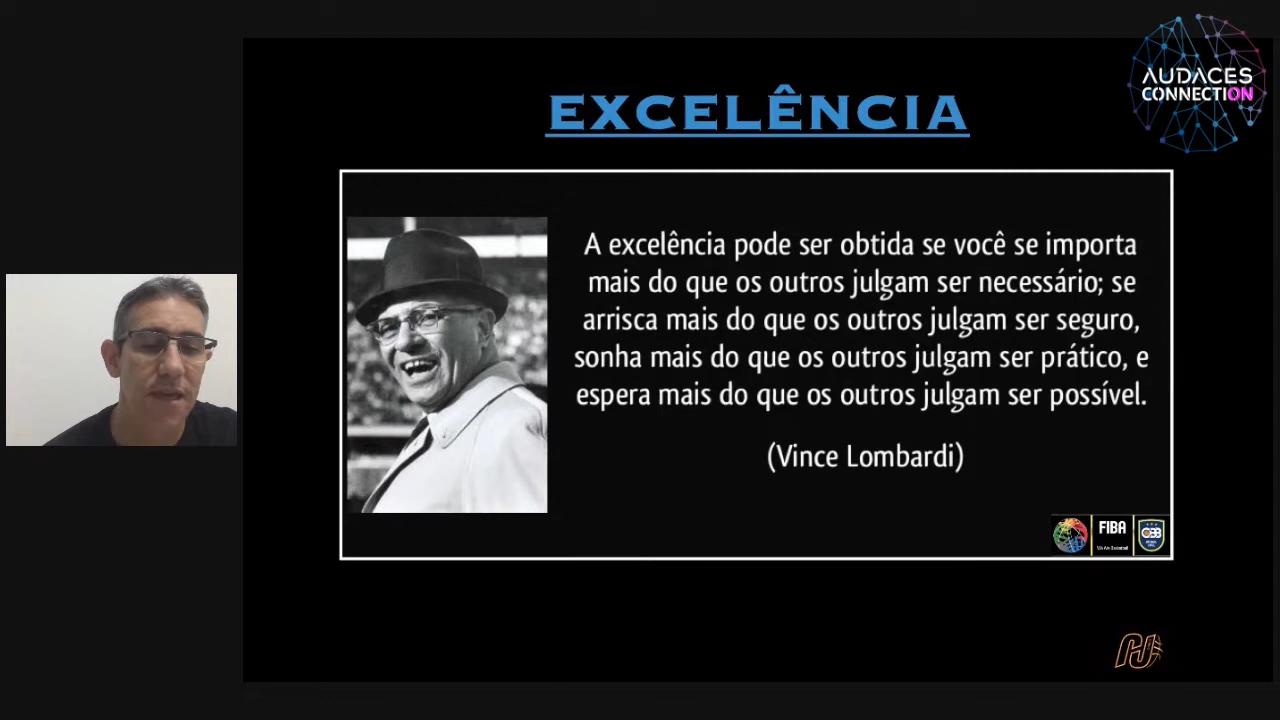 AUDACES
CONNECTION
EXCELÊNCIA
A excelência pode ser obtida se você se importa
mais do que os outros julgam ser necessário; se
arrisca mais do que os outros julgam ser seguro,
sonha mais do que os outros julgam ser prático, e
espera mais do que os outros julgam ser possível.
(Vince Lombardi)
FIBA